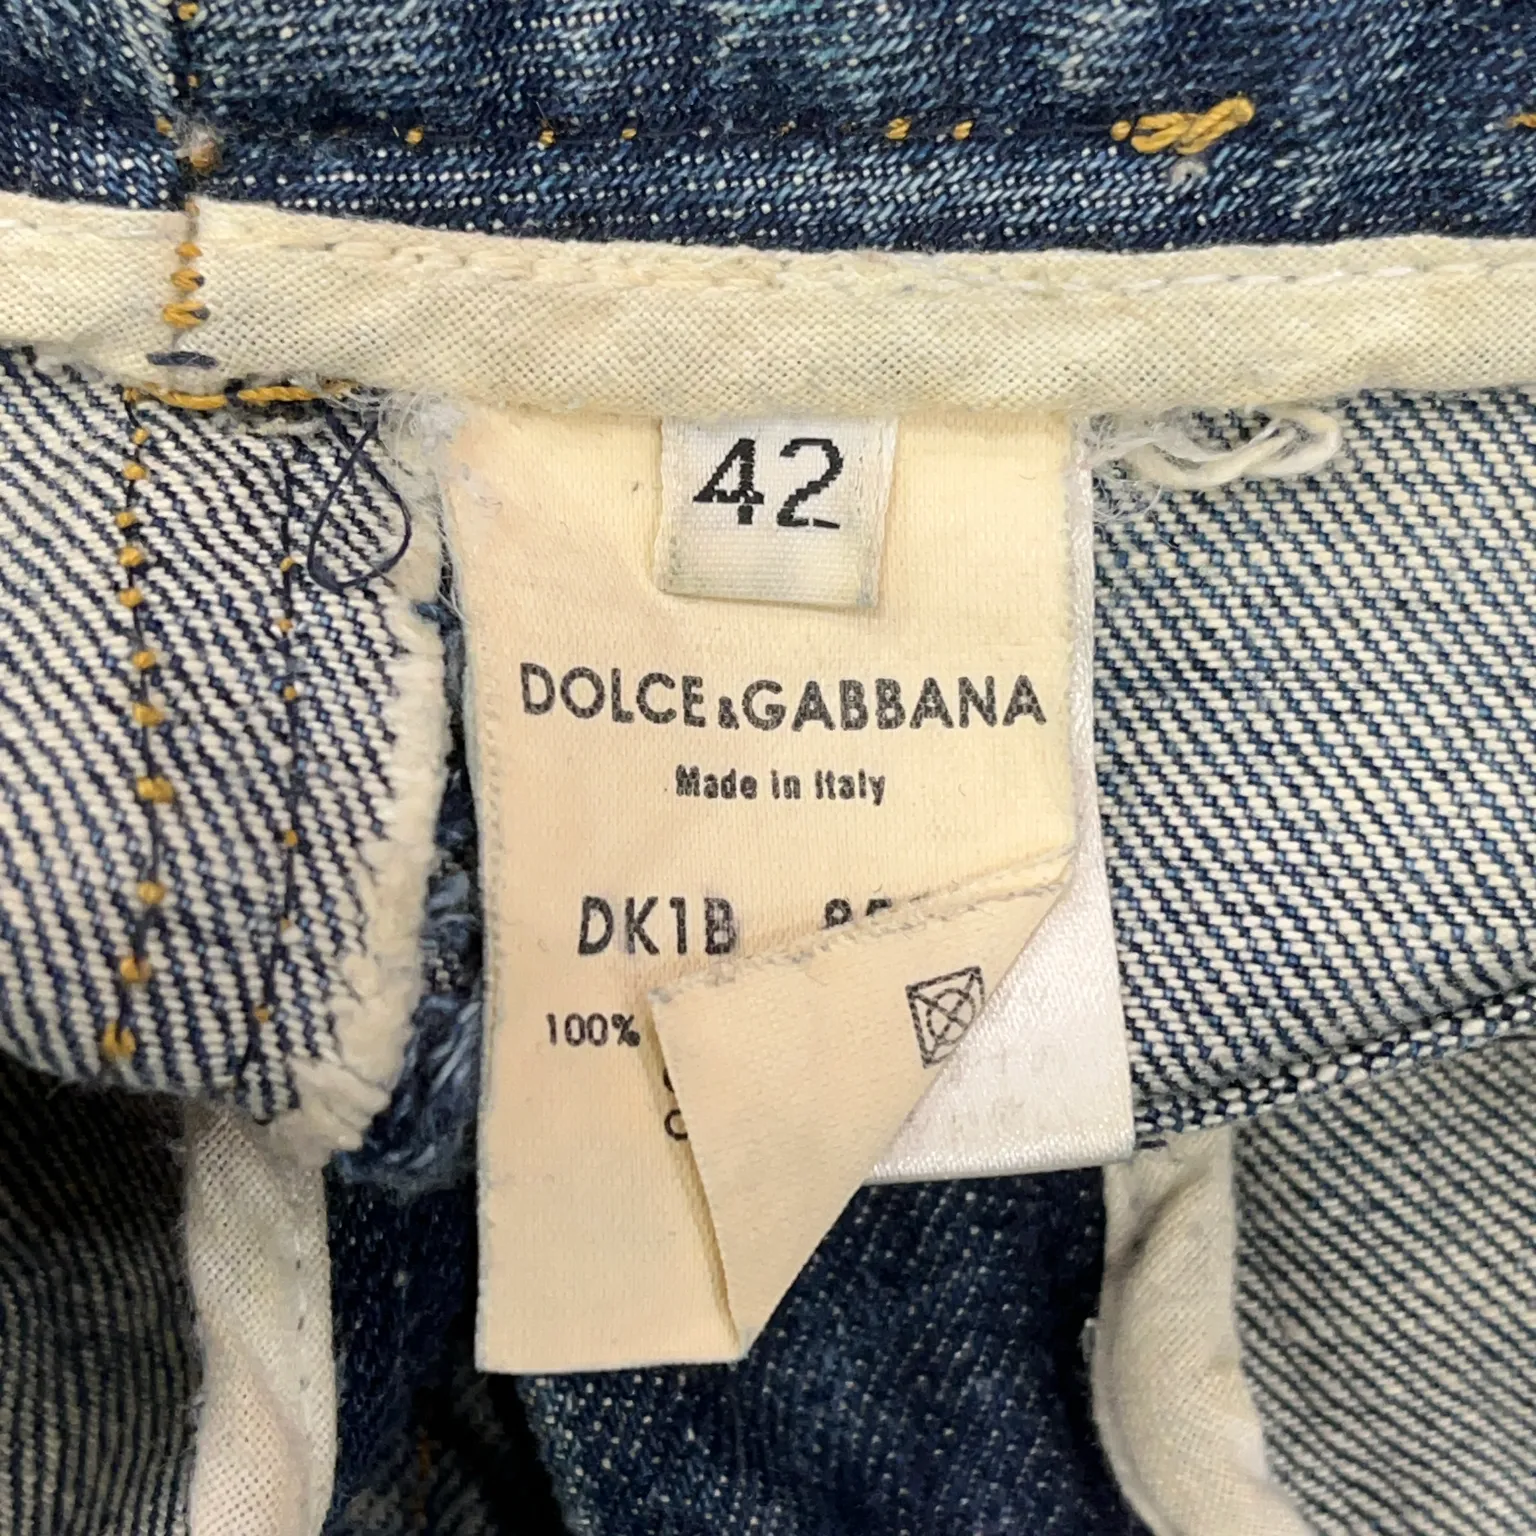 42
DOLCE&GABBANA
Made in Italy
DK1B
100%